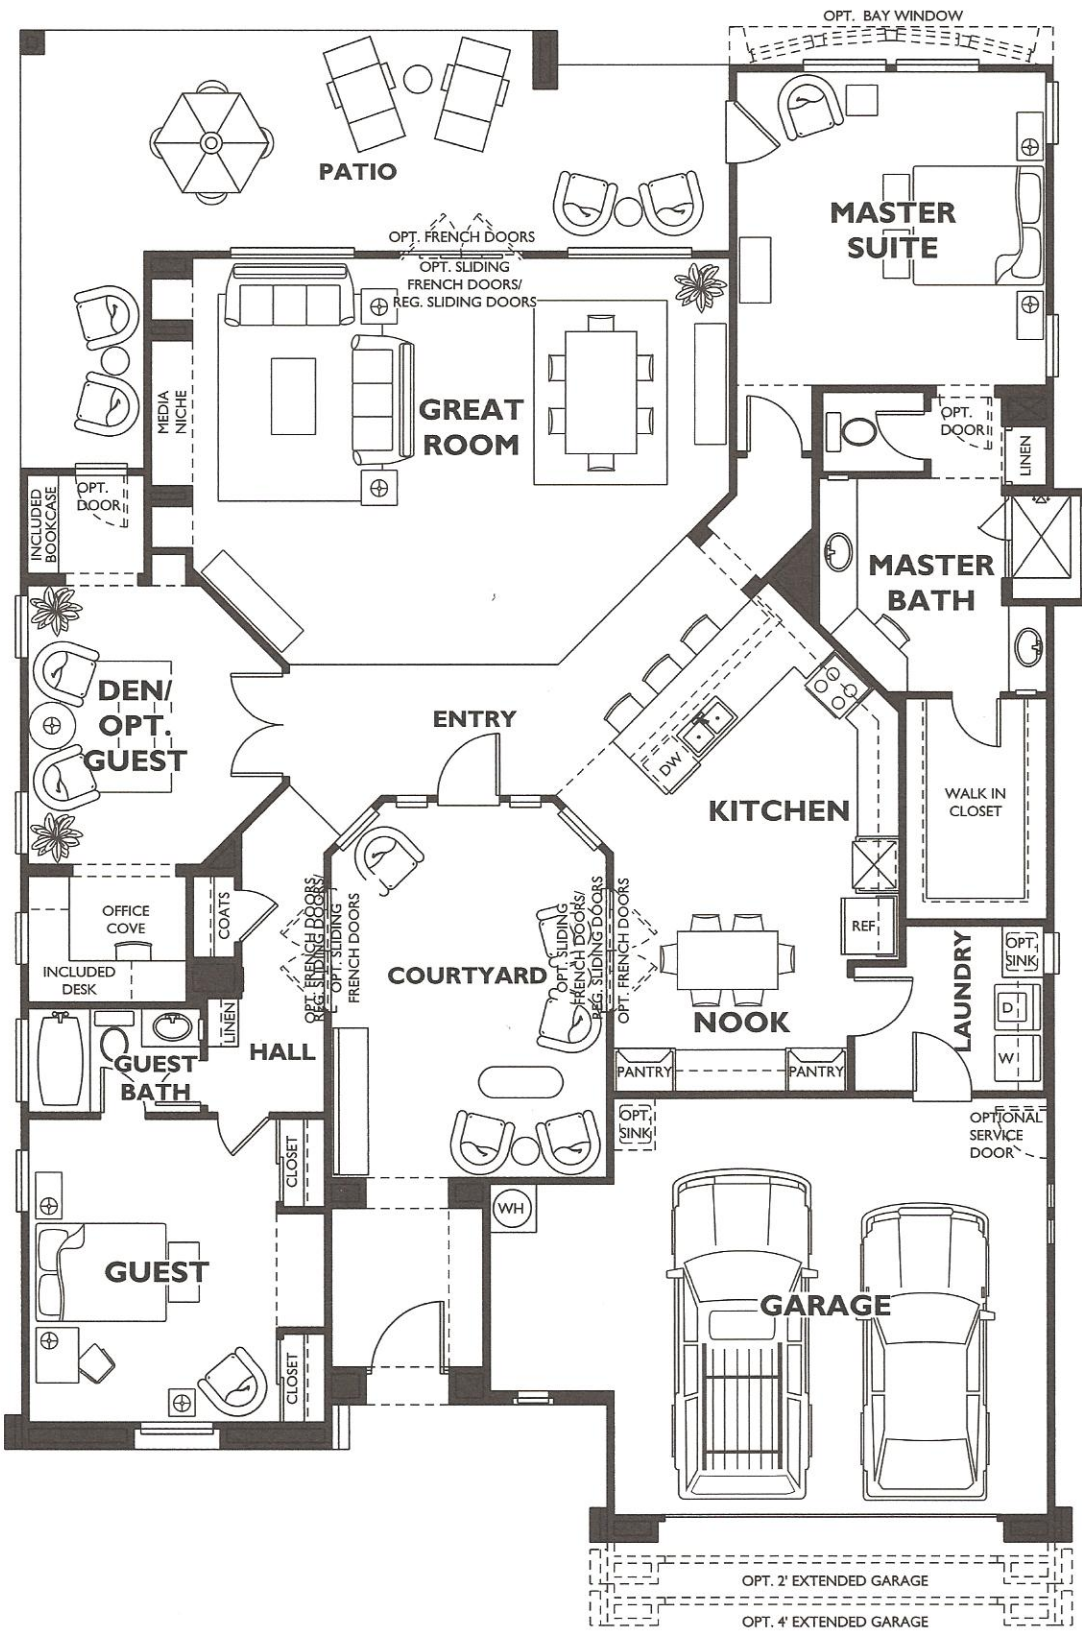 OPT. BAY WINDOW
PATIO
MASTER
SUITE
OPT. FRENCH DOORS
OPT. SLIDING
FRENCH DOORS/
REG. SLIDING DOORS
MEDIA
NICHE
GREAT
ROOM
OPT.
DOOR
LINEN
INCLUDED
BOOKCASE
OPT.
DOOR
MASTER
BATH
DEN/
OPT.
GUEST
ENTRY
DW
KITCHEN
WALK IN
CLOSET
OFFICE
COVE
INCLUDED
DESK
COATS
OPT. FRENCH DOORS/
REG. SLIDING DOORS/
OPT. SLIDING
FRENCH DOORS
COURTYARD
OPT. SLIDING
FRENCH DOORS/
REG. SLIDING DOORS
OPT. FRENCH DOORS
REF
NOOK
LAUNDRY
OPT.
SINK
D
W
LINEN
HALL
GUEST
BATH
PANTRY
PANTRY
OPT.
SINK
OPTIONAL
SERVICE
DOOR
CLOSET
WH
GUEST
GARAGE
CLOSET
OPT. 2' EXTENDED GARAGE
OPT. 4' EXTENDED GARAGE